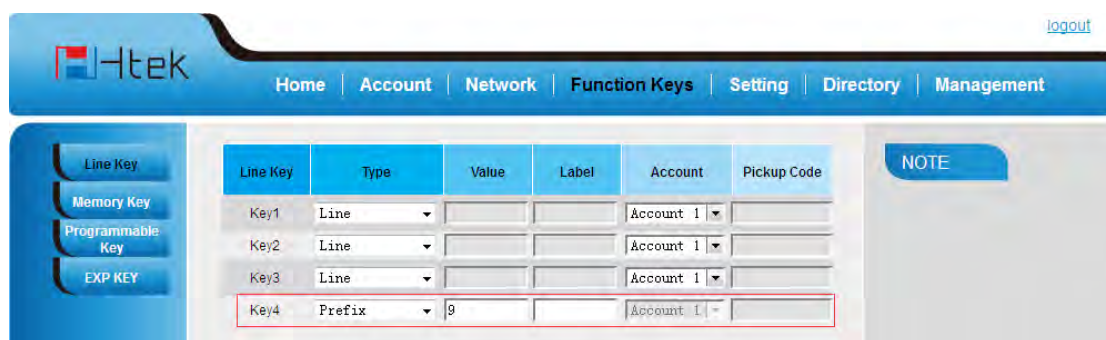 logout
Htek
Home | Account | Network | Function Keys | Setting | Directory | Management
Line Key
Memory Key
Programmable Key
EXP KEY
Line Key Type Value Label Account Pickup Code
Key1 Line Account 1
Key2 Line Account 1
Key3 Line Account 1
Key4 Prefix 9 Account 1
NOTE